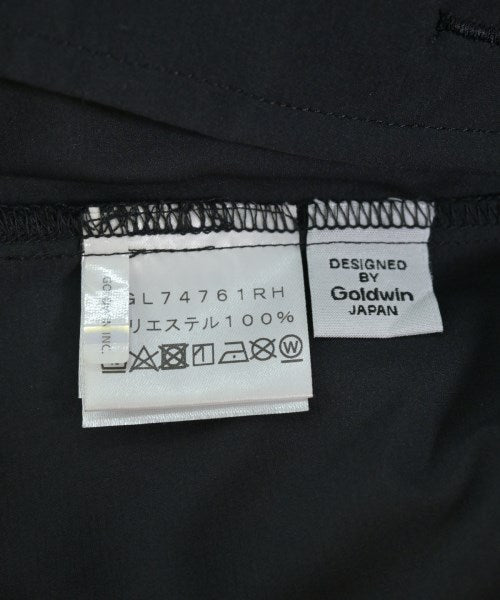 GL74761RH
リエステル100%
DESIGNED
BY
Goldwin
JAPAN